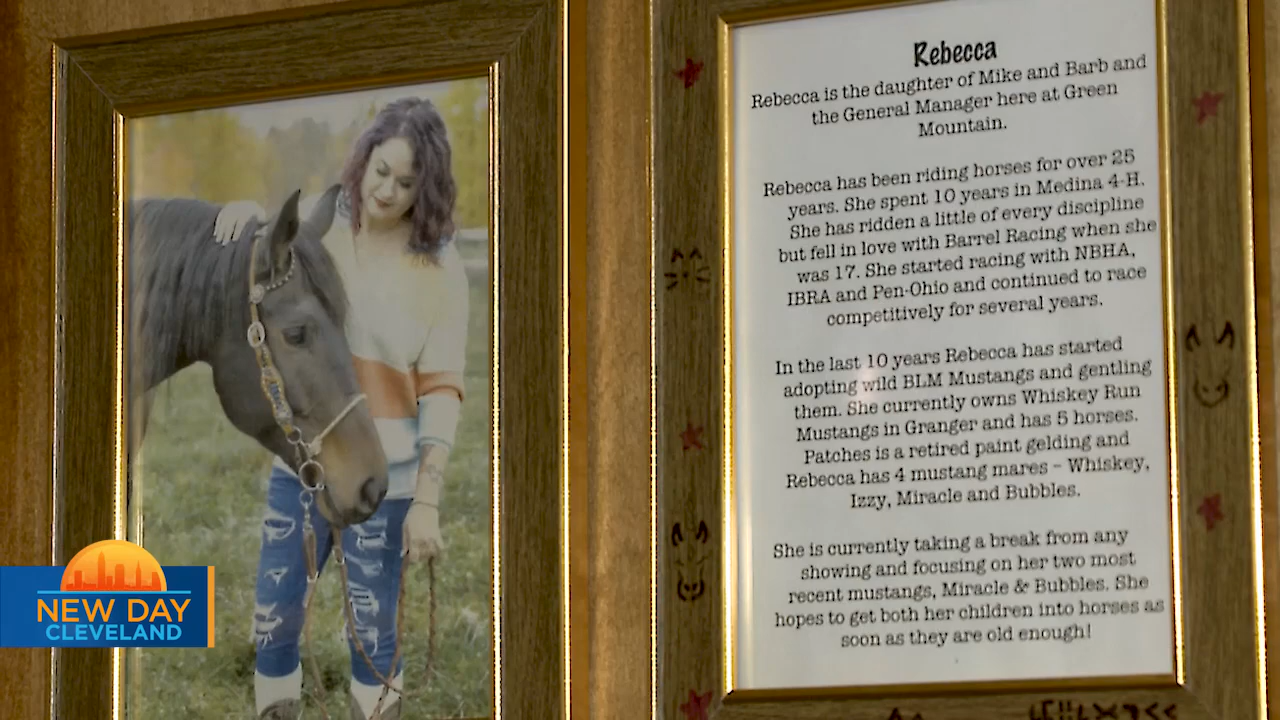 Rebecca
Rebecca is the daughter of Mike and Barb and
the General Manager here at Green
Mountain.
Rebecca has been riding horses for over 25
years. She spent 10 years in Medina 4-H.
She has ridden a little of every discipline
but fell in love with Barrel Racing when she
was 17. She started racing with NBHA,
IBRA and Pen-Ohio and continued to race
competitively for several years.
In the last 10 years Rebecca has started
adopting wild BLM Mustangs and gentling
them. She currently owns Whiskey Run
Mustangs in Granger and has 5 horses.
Patches is a retired paint gelding and
Rebecca has 4 mustang mares - Whiskey,
Izzy, Miracle and Bubbles.
She is currently taking a break from any
showing and focusing on her two most
recent mustangs, Miracle & Bubbles. She
hopes to get both her children into horses as
soon as they are old enough!
NEW DAY
CLEVELAND